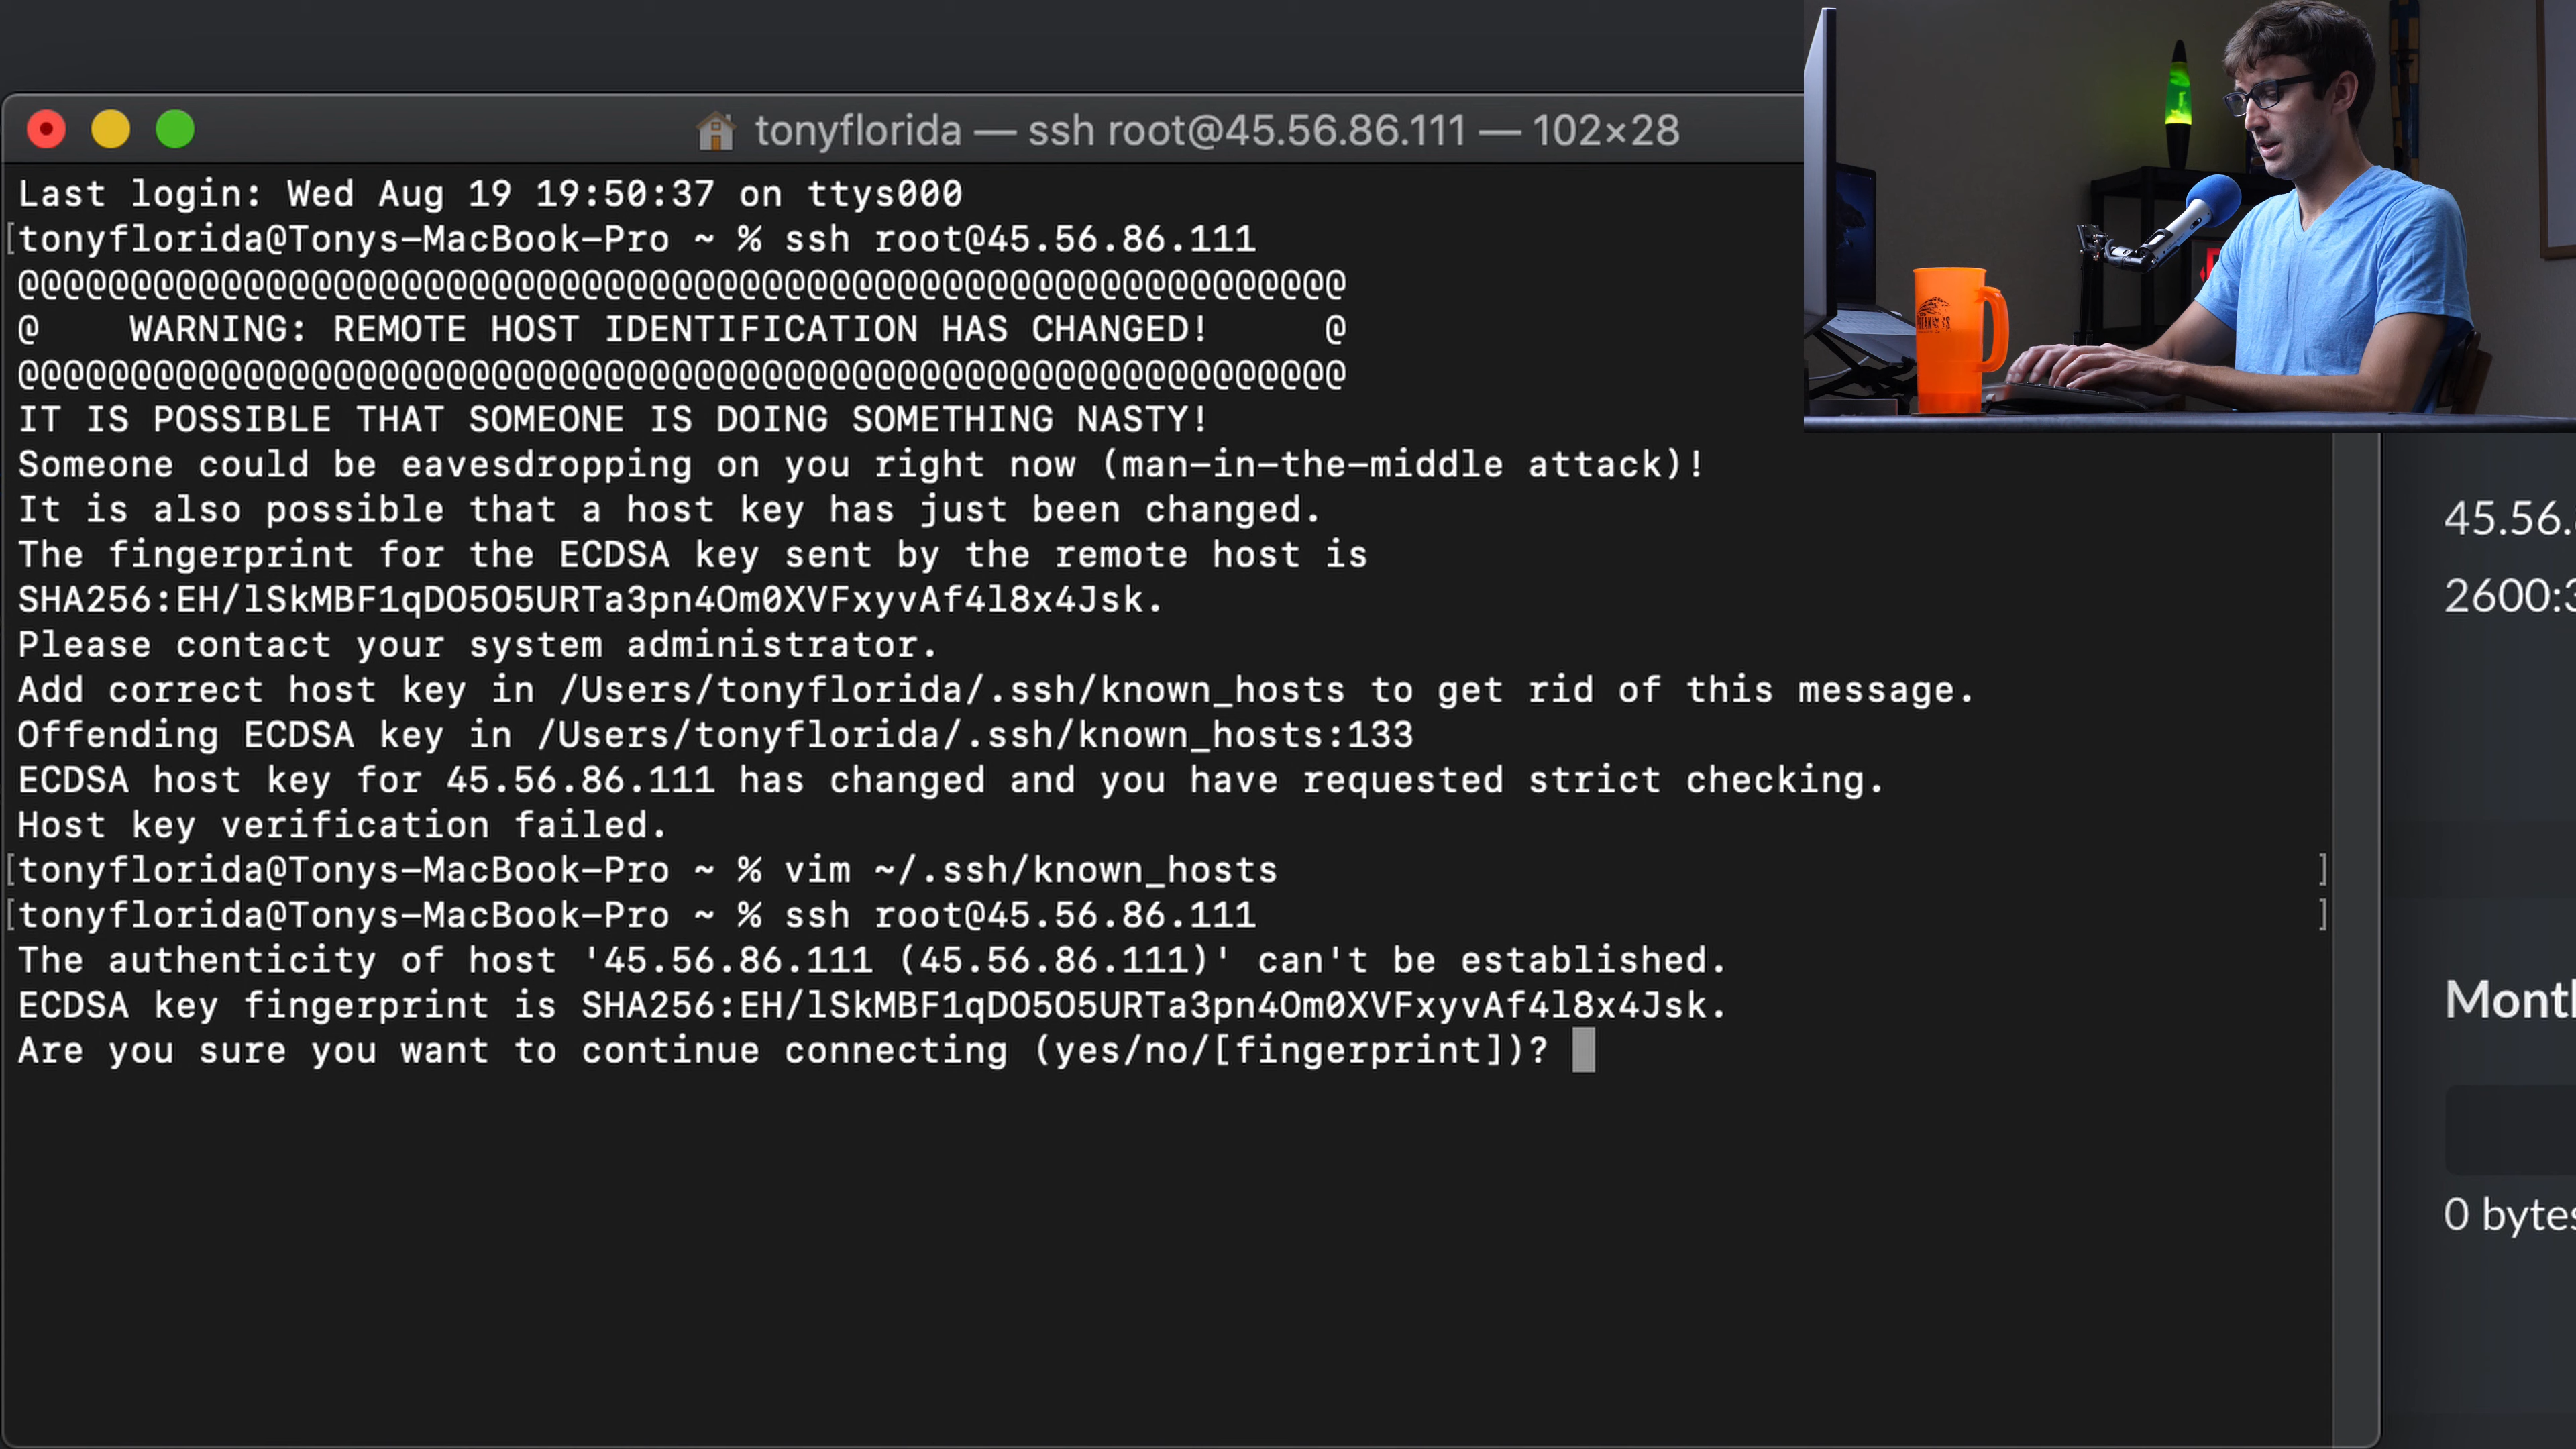 tonyflorida — ssh root@45.56.86.111 — 102×28
Last login: Wed Aug 19 19:50:37 on ttys000
[tonyflorida@Tonys-MacBook-Pro ~ % ssh root@45.56.86.111
@@@@@@@@@@@@@@@@@@@@@@@@@@@@@@@@@@@@@@@@@@@@@@@@@@@@@@@@@@@
@    WARNING: REMOTE HOST IDENTIFICATION HAS CHANGED!     @
@@@@@@@@@@@@@@@@@@@@@@@@@@@@@@@@@@@@@@@@@@@@@@@@@@@@@@@@@@@
IT IS POSSIBLE THAT SOMEONE IS DOING SOMETHING NASTY!
Someone could be eavesdropping on you right now (man-in-the-middle attack)!
It is also possible that a host key has just been changed.
The fingerprint for the ECDSA key sent by the remote host is
SHA256:EH/lSkMBF1qDO5O5URTa3pn4Om0XVFxyvAf4l8x4Jsk.
Please contact your system administrator.
Add correct host key in /Users/tonyflorida/.ssh/known_hosts to get rid of this message.
Offending ECDSA key in /Users/tonyflorida/.ssh/known_hosts:133
ECDSA host key for 45.56.86.111 has changed and you have requested strict checking.
Host key verification failed.
[tonyflorida@Tonys-MacBook-Pro ~ % vim ~/.ssh/known_hosts ]
[tonyflorida@Tonys-MacBook-Pro ~ % ssh root@45.56.86.111 ]
The authenticity of host '45.56.86.111 (45.56.86.111)' can't be established.
ECDSA key fingerprint is SHA256:EH/lSkMBF1qDO5O5URTa3pn4Om0XVFxyvAf4l8x4Jsk.
Are you sure you want to continue connecting (yes/no/[fingerprint])?
45.56.
2600:3
Month
0 bytes